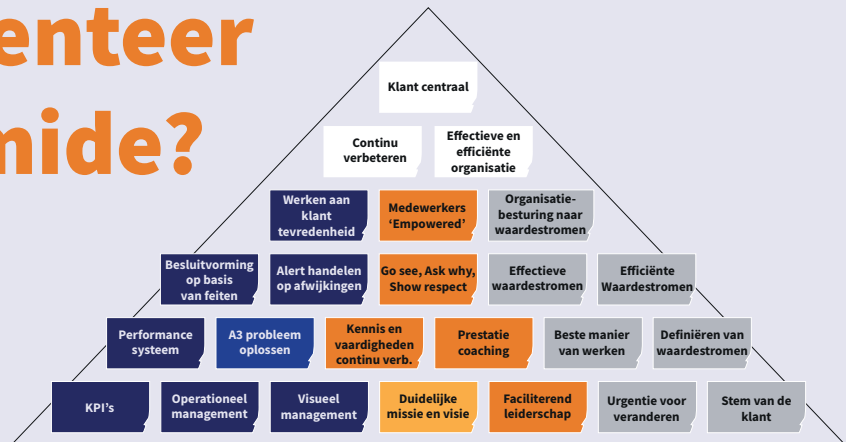 enteer
mide?
Klant centraal
Continu
verbeteren
Effectieve en
efficiënte
organisatie
Werken aan
klant
tevredenheid
Medewerkers
‘Empowered’
Organisatie-
besturing naar
waardestromen
Besluitvorming
op basis
van feiten
Alert handelen
op afwijkingen
Go see, Ask why,
Show respect
Effectieve
waardestromen
Efficiënte
Waardestromen
Performance
systeem
A3 probleem
oplossen
Kennis en
vaardigheden
continu verb.
Prestatie
coaching
Beste manier
van werken
Definiëren van
waardestromen
KPI’s
Operationeel
management
Visueel
management
Duidelijke
missie en visie
Faciliterend
leiderschap
Urgentie voor
veranderen
Stem van de
klant